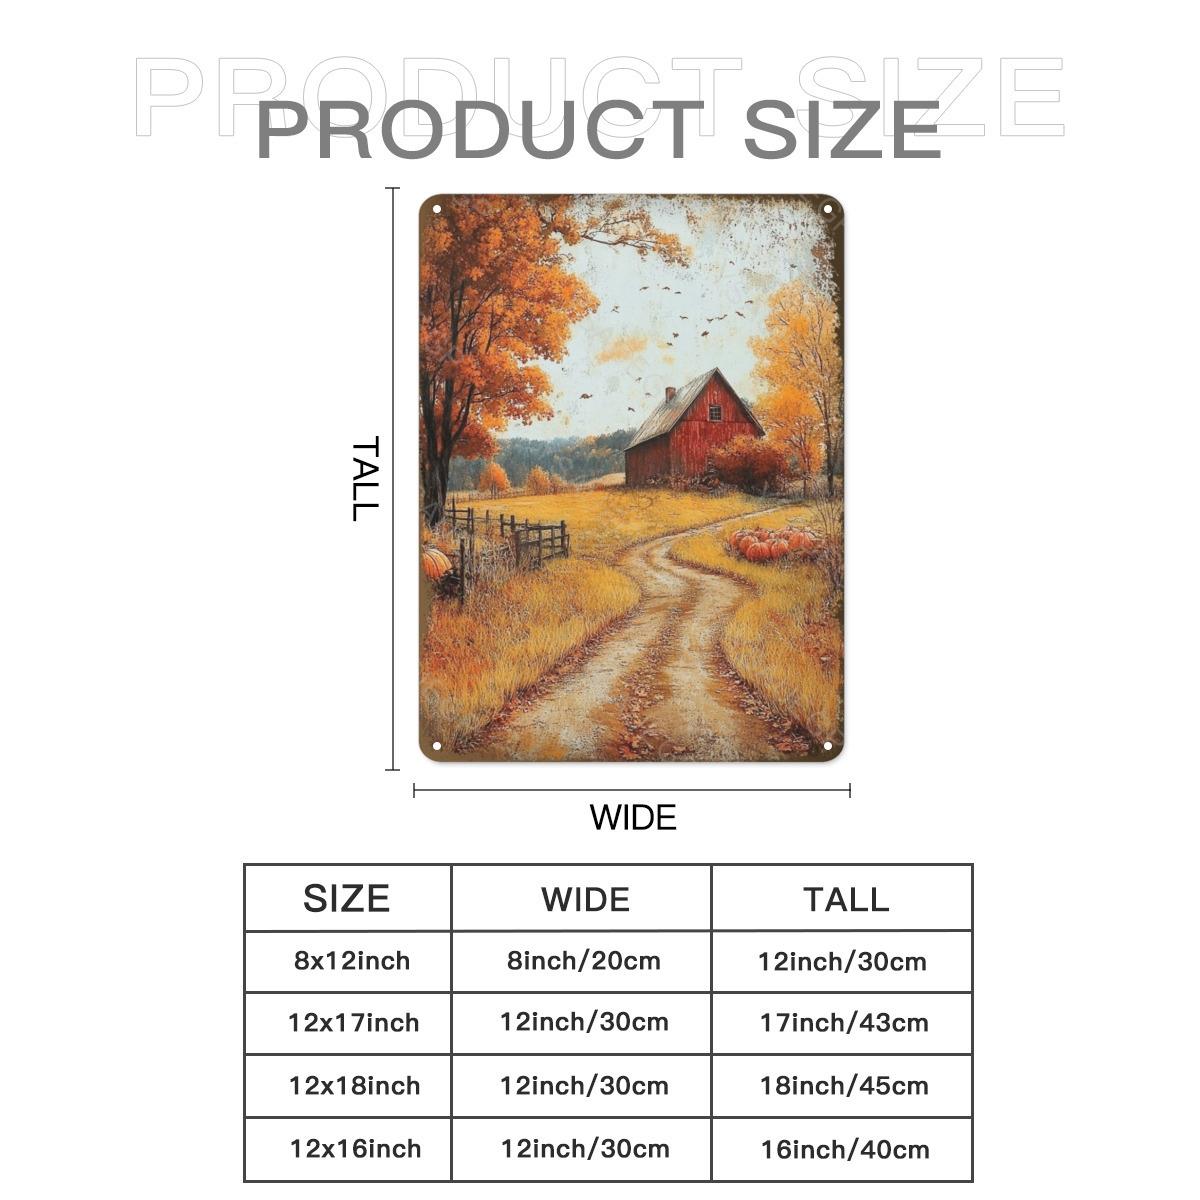 PRODUCT SIZE
PRODUCT SIZE
TALL
WIDE
SIZE WIDE TALL
8x12inch 8inch/20cm 12inch/30cm
12x17inch 12inch/30cm 17inch/43cm
12x18inch 12inch/30cm 18inch/45cm
12x16inch 12inch/30cm 16inch/40cm